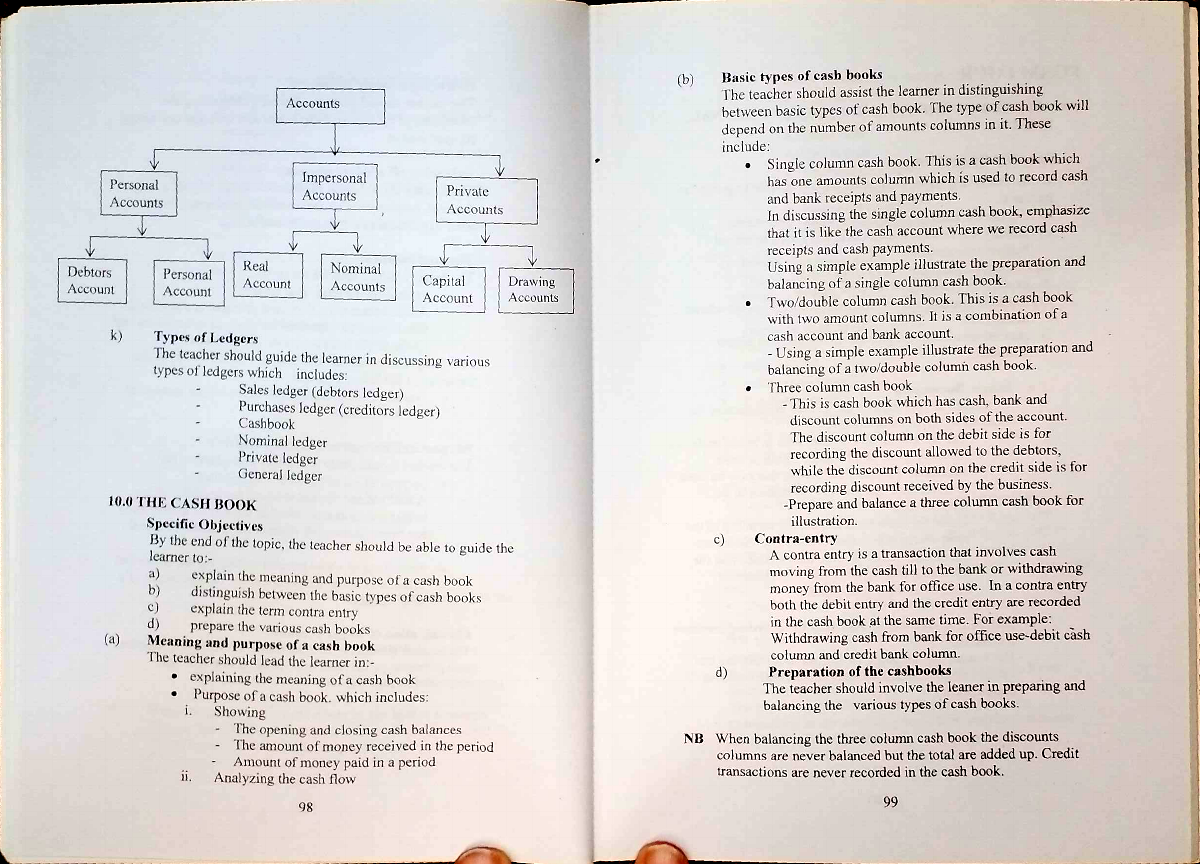 Accounts
Personal
Accounts
Impersonal
Accounts
Private
Accounts
Debtors
Account
Personal
Account
Real
Account
Nominal
Accounts
Capital
Account
Drawing
Accounts
k) Types of Ledgers
The teacher should guide the learner in discussing various
types of ledgers which includes:
- Sales ledger (debtors ledger)
- Purchases ledger (creditors ledger)
- Cashbook
- Nominal ledger
- Private ledger
- General ledger
10.0 THE CASH BOOK
Specific Objectives
By the end of the topic, the teacher should be able to guide the
learner to:-
a) explain the meaning and purpose of a cash book
b) distinguish between the basic types of cash books
c) explain the term contra entry
d) prepare the various cash books
(a) Meaning and purpose of a cash book
The teacher should lead the learner in:-
• explaining the meaning of a cash book
• Purpose of a cash book. which includes:
i. Showing
- The opening and closing cash balances
- The amount of money received in the period
- Amount of money paid in a period
ii. Analyzing the cash flow
98
(b) Basic types of cash books
The teacher should assist the learner in distinguishing
between basic types of cash book. The type of cash book will
depend on the number of amounts columns in it. These
include:
• Single column cash book. This is a cash book which
has one amounts column which is used to record cash
and bank receipts and payments.
In discussing the single column cash book, emphasize
that it is like the cash account where we record cash
receipts and cash payments.
Using a simple example illustrate the preparation and
balancing of a single column cash book.
• Two/double column cash book. This is a cash book
with two amount columns. It is a combination of a
cash account and bank account.
- Using a simple example illustrate the preparation and
balancing of a two/double column cash book.
• Three column cash book
- This is cash book which has cash, bank and
discount columns on both sides of the account.
The discount column on the debit side is for
recording the discount allowed to the debtors,
while the discount column on the credit side is for
recording discount received by the business.
-Prepare and balance a three column cash book for
illustration.
c) Contra-entry
A contra entry is a transaction that involves cash
moving from the cash till to the bank or withdrawing
money from the bank for office use. In a contra entry
both the debit entry and the credit entry are recorded
in the cash book at the same time. For example:
Withdrawing cash from bank for office use-debit cash
column and credit bank column.
d) Preparation of the cashbooks
The teacher should involve the leaner in preparing and
balancing the various types of cash books.
NB When balancing the three column cash book the discounts
columns are never balanced but the total are added up. Credit
transactions are never recorded in the cash book.
99